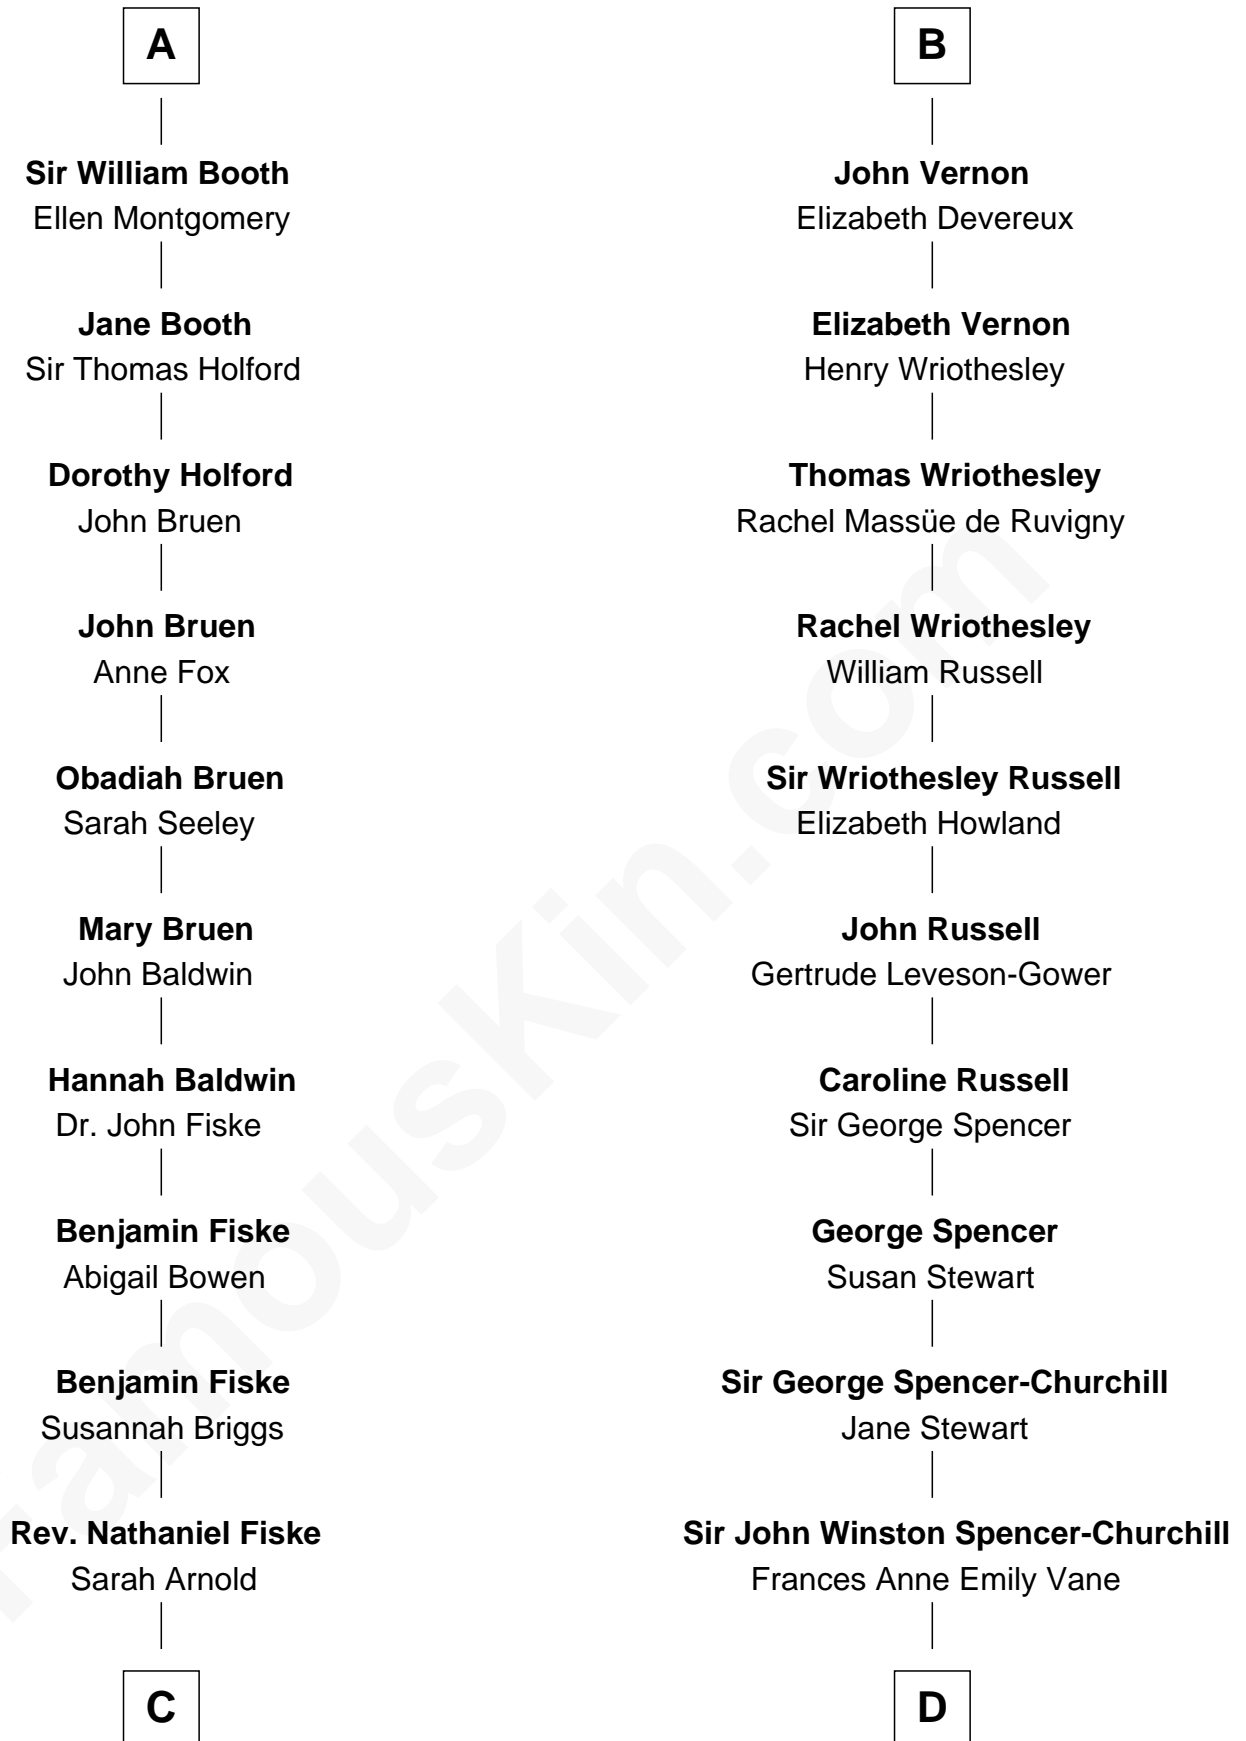 A
Sir William Booth
Ellen Montgomery
Jane Booth
Sir Thomas Holford
Dorothy Holford
John Bruen
John Bruen
Anne Fox
Obadiah Bruen
Sarah Seeley
Mary Bruen
John Baldwin
Hannah Baldwin
Dr. John Fiske
Benjamin Fiske
Abigail Bowen
Benjamin Fiske
Susannah Briggs
Rev. Nathaniel Fiske
Sarah Arnold
C
B
John Vernon
Elizabeth Devereux
Elizabeth Vernon
Henry Wriothesley
Thomas Wriothesley
Rachel Massüe de Ruvigny
Rachel Wriothesley
William Russell
Sir Wriothesley Russell
Elizabeth Howland
John Russell
Gertrude Leveson-Gower
Caroline Russell
Sir George Spencer
George Spencer
Susan Stewart
Sir George Spencer-Churchill
Jane Stewart
Sir John Winston Spencer-Churchill
Frances Anne Emily Vane
D
FamousKin.com